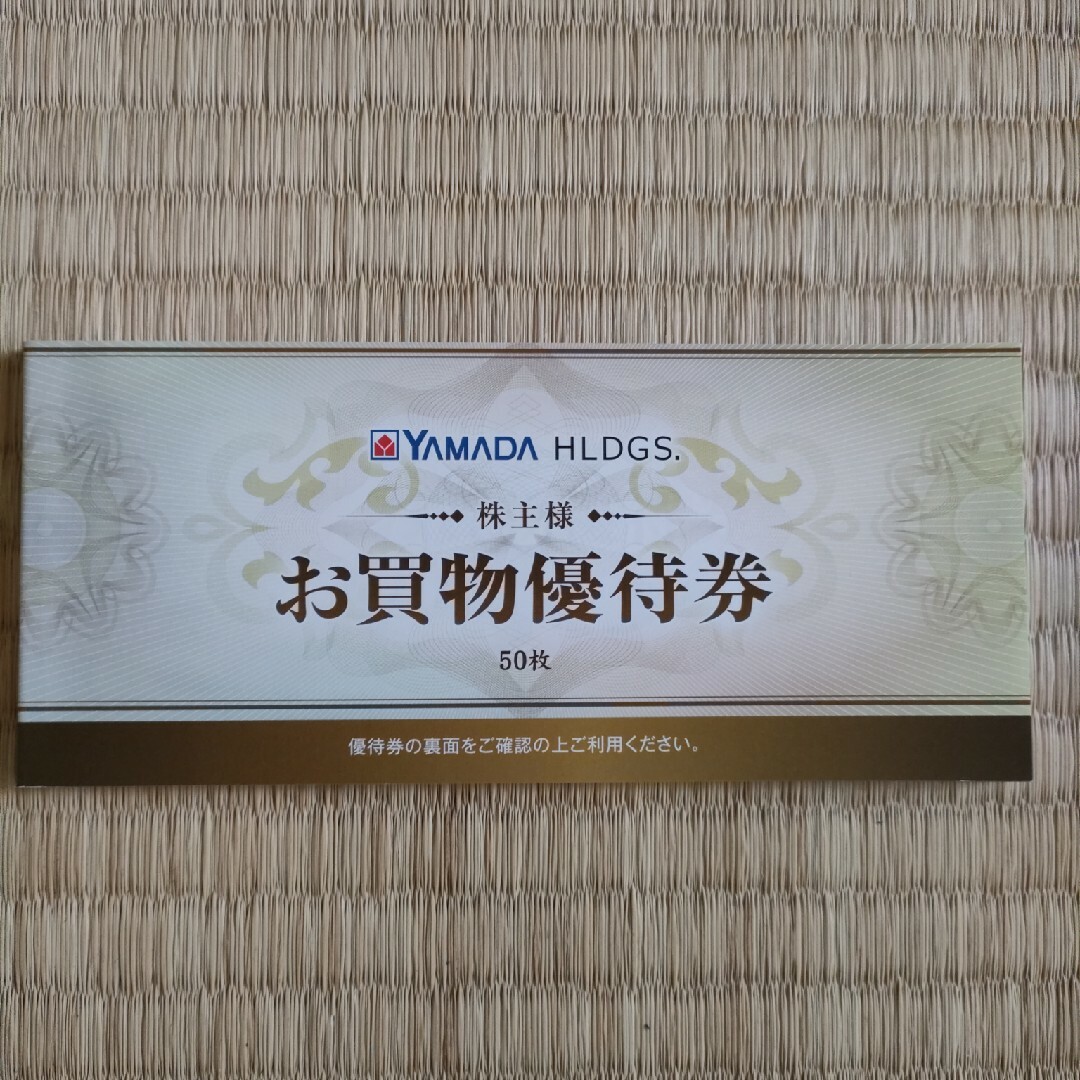 YAMADA HLDGS.
株主様
お買物優待券
50枚
優待券の裏面をご確認の上ご利用ください。